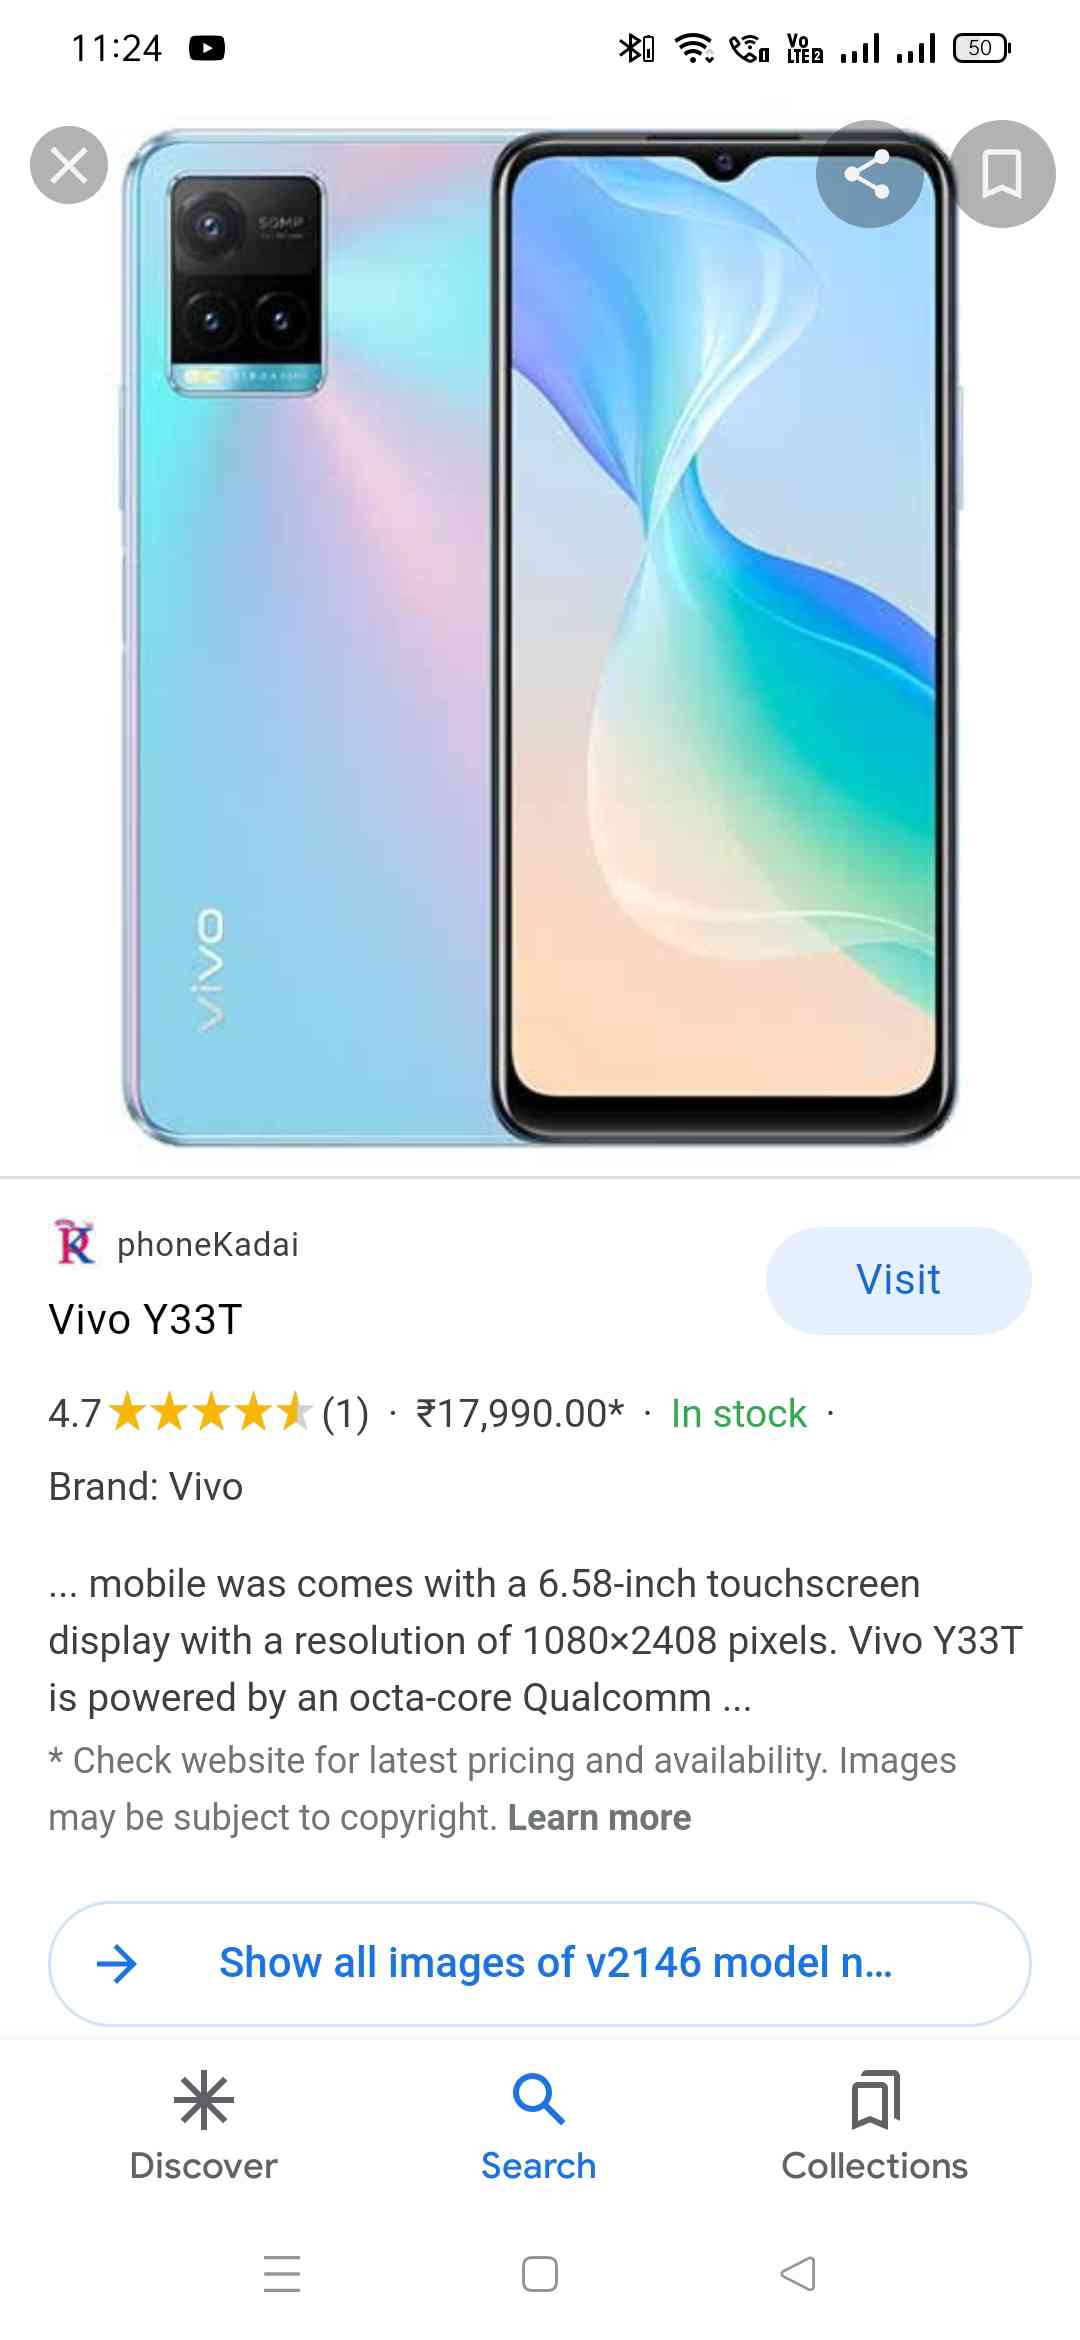 11:24
Vo
LTE 2
50
50MP
vivo
phoneKadai
Visit
Vivo Y33T
4.7 ★★★★★ (1) · ₹17,990.00* · In stock ·
Brand: Vivo
... mobile was comes with a 6.58-inch touchscreen
display with a resolution of 1080×2408 pixels. Vivo Y33T
is powered by an octa-core Qualcomm ...
* Check website for latest pricing and availability. Images
may be subject to copyright. Learn more
Show all images of v2146 model n...
Discover
Search
Collections